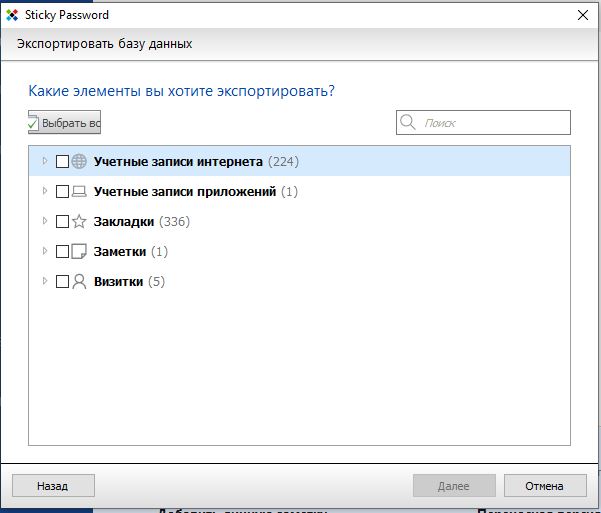 Sticky Password
Экспортировать базу данных
Какие элементы вы хотите экспортировать?
Выбрать вс
Поиск
Учетные записи интернета (224)
Учетные записи приложений (1)
Закладки (336)
Заметки (1)
Визитки (5)
Назад
Далее
Отмена